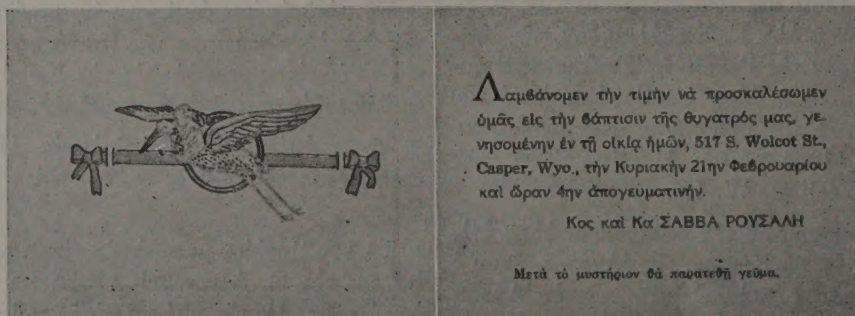 Λαμβάνομεν τὴν τιμὴν νὰ προσκαλέσωμεν
ὑμᾶς εἰς τὴν βάπτισιν τῆς θυγατρός μας, γε-
νησομένην ἐν τῇ οἰκίᾳ ἡμῶν, 517 S. Wolcot St.,
Casper, Wyo., τὴν Κυριακὴν 21ην Φεβρουαρίου
καὶ ὥραν 4ην ἀπογευματινήν.
Κος καὶ Κα ΣΑΒΒΑ ΡΟΥΣΑΛΗ
Μετὰ τὸ μυστήριον θὰ παρατεθῇ γεῦμα.